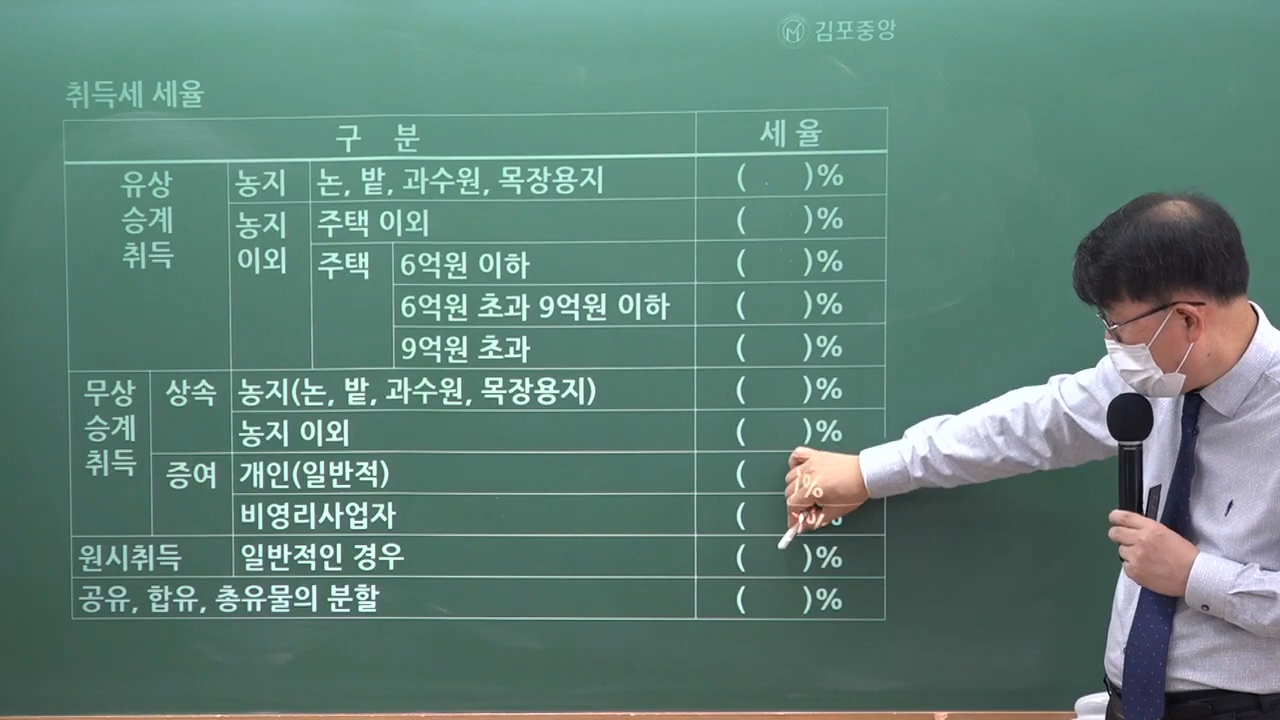 김포중앙
취득세 세율
구 분 세 율
유상 승계 취득 농지 논, 밭, 과수원, 목장용지 ( )%
농지 이외 주택 이외 ( )%
주택 6억원 이하 ( )%
6억원 초과 9억원 이하 ( )%
9억원 초과 ( )%
무상 승계 취득 상속 농지(논, 밭, 과수원, 목장용지) ( )%
농지 이외 ( )%
증여 개인(일반적) ( )%
비영리사업자 ( )%
원시취득 일반적인 경우 ( )%
공유, 합유, 총유물의 분할 ( )%